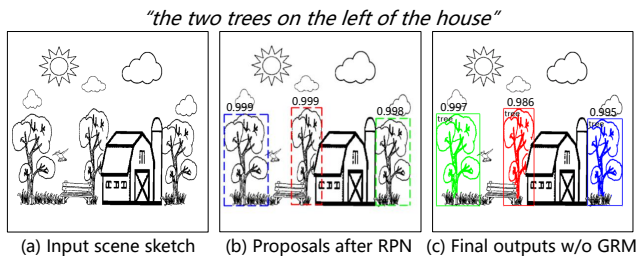 “the two trees on the left of the house”
0.999
0.999
0.998
0.997
tree
0.986
tree
0.995
tree
(a) Input scene sketch
(b) Proposals after RPN
(c) Final outputs w/o GRM